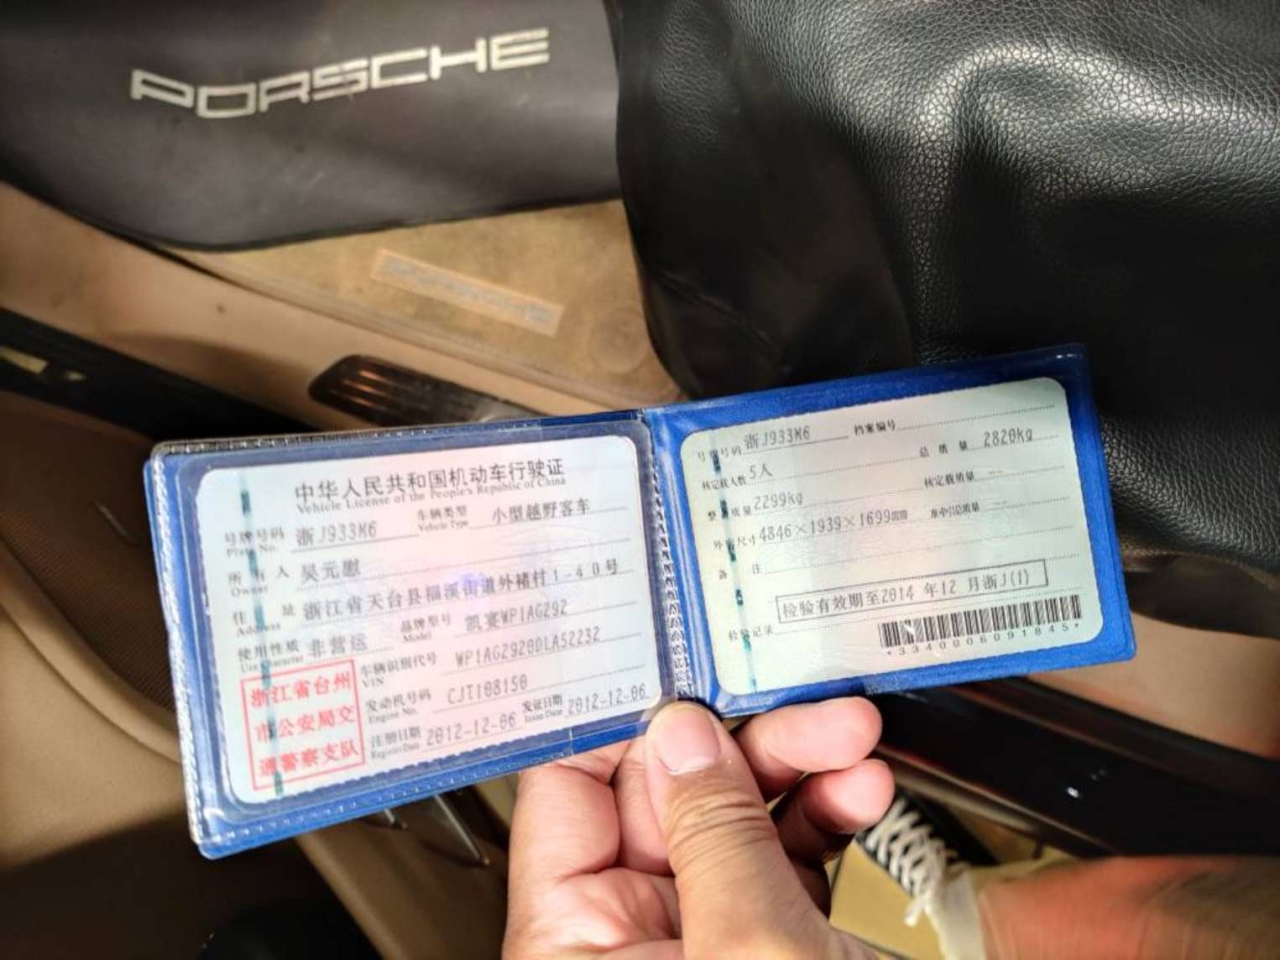 PORSCHE
中华人民共和国机动车行驶证
Vehicle License of the People's Republic of China
号牌号码 浙J933M6 车辆类型 小型越野客车
Plate No. Vehicle Type
所有人 吴元慰
Owner
住址 浙江省天台县福溪街道外褚村1-40号
Address
使用性质 非营运 品牌型号 凯宴WP1AG292
Use Character Model
浙江省台州
市公安局交
通警察支队
车辆识别代号 WP1AG2920DLA52232
VIN
发动机号码 CJT108150
Engine No.
注册日期 2012-12-06 发证日期 2012-12-06
Register Date Issue Date
号牌号码 浙J933M6 档案编号
核定载人数 5人 总质量 2820kg
整备质量 2299kg 核定载质量 --
外廓尺寸 4846×1939×1699mm 准牵引总质量 --
备注
检验有效期至2014年12月浙J(1)
检验记录
*3340006091845*